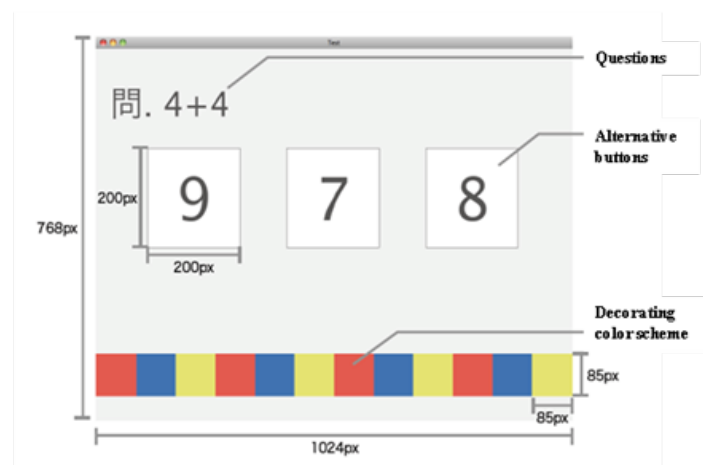 Test
Questions
問. 4+4
Alternative
buttons
9
7
8
200px
200px
768px
Decorating
color scheme
85px
85px
1024px